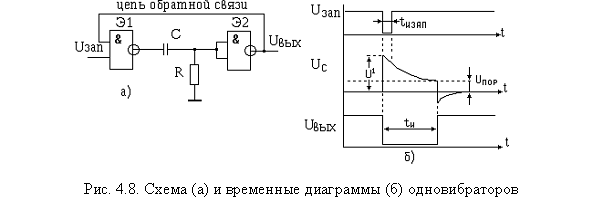 цепь обратной связи
Э1
Э2
&
&
C
R
Uзап
Uвых
а)
Uзап
tизап
t
Uс
U¹
Uпор
t
Uвых
tи
t
б)
Рис. 4.8. Схема (а) и временные диаграммы (б) одновибраторов